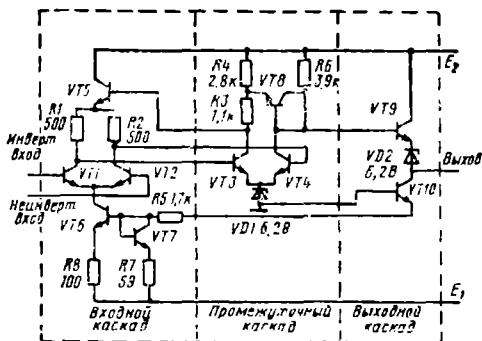 R4
2,8к
R6
3,9к
VT8
E₂
VT5
R3
1,1к
VT9
R1
500
R2
500
VD2
6,2В
Инверт
вход
Выход
VT1
VT2
VT3
VT4
VT10
Неинверт
вход
R5 1,7к
VD1 6,2В
VT6
VT7
R8
100
R7
59
E₁
Входной
каскад
Промежуточный
каскад
Выходной
каскад